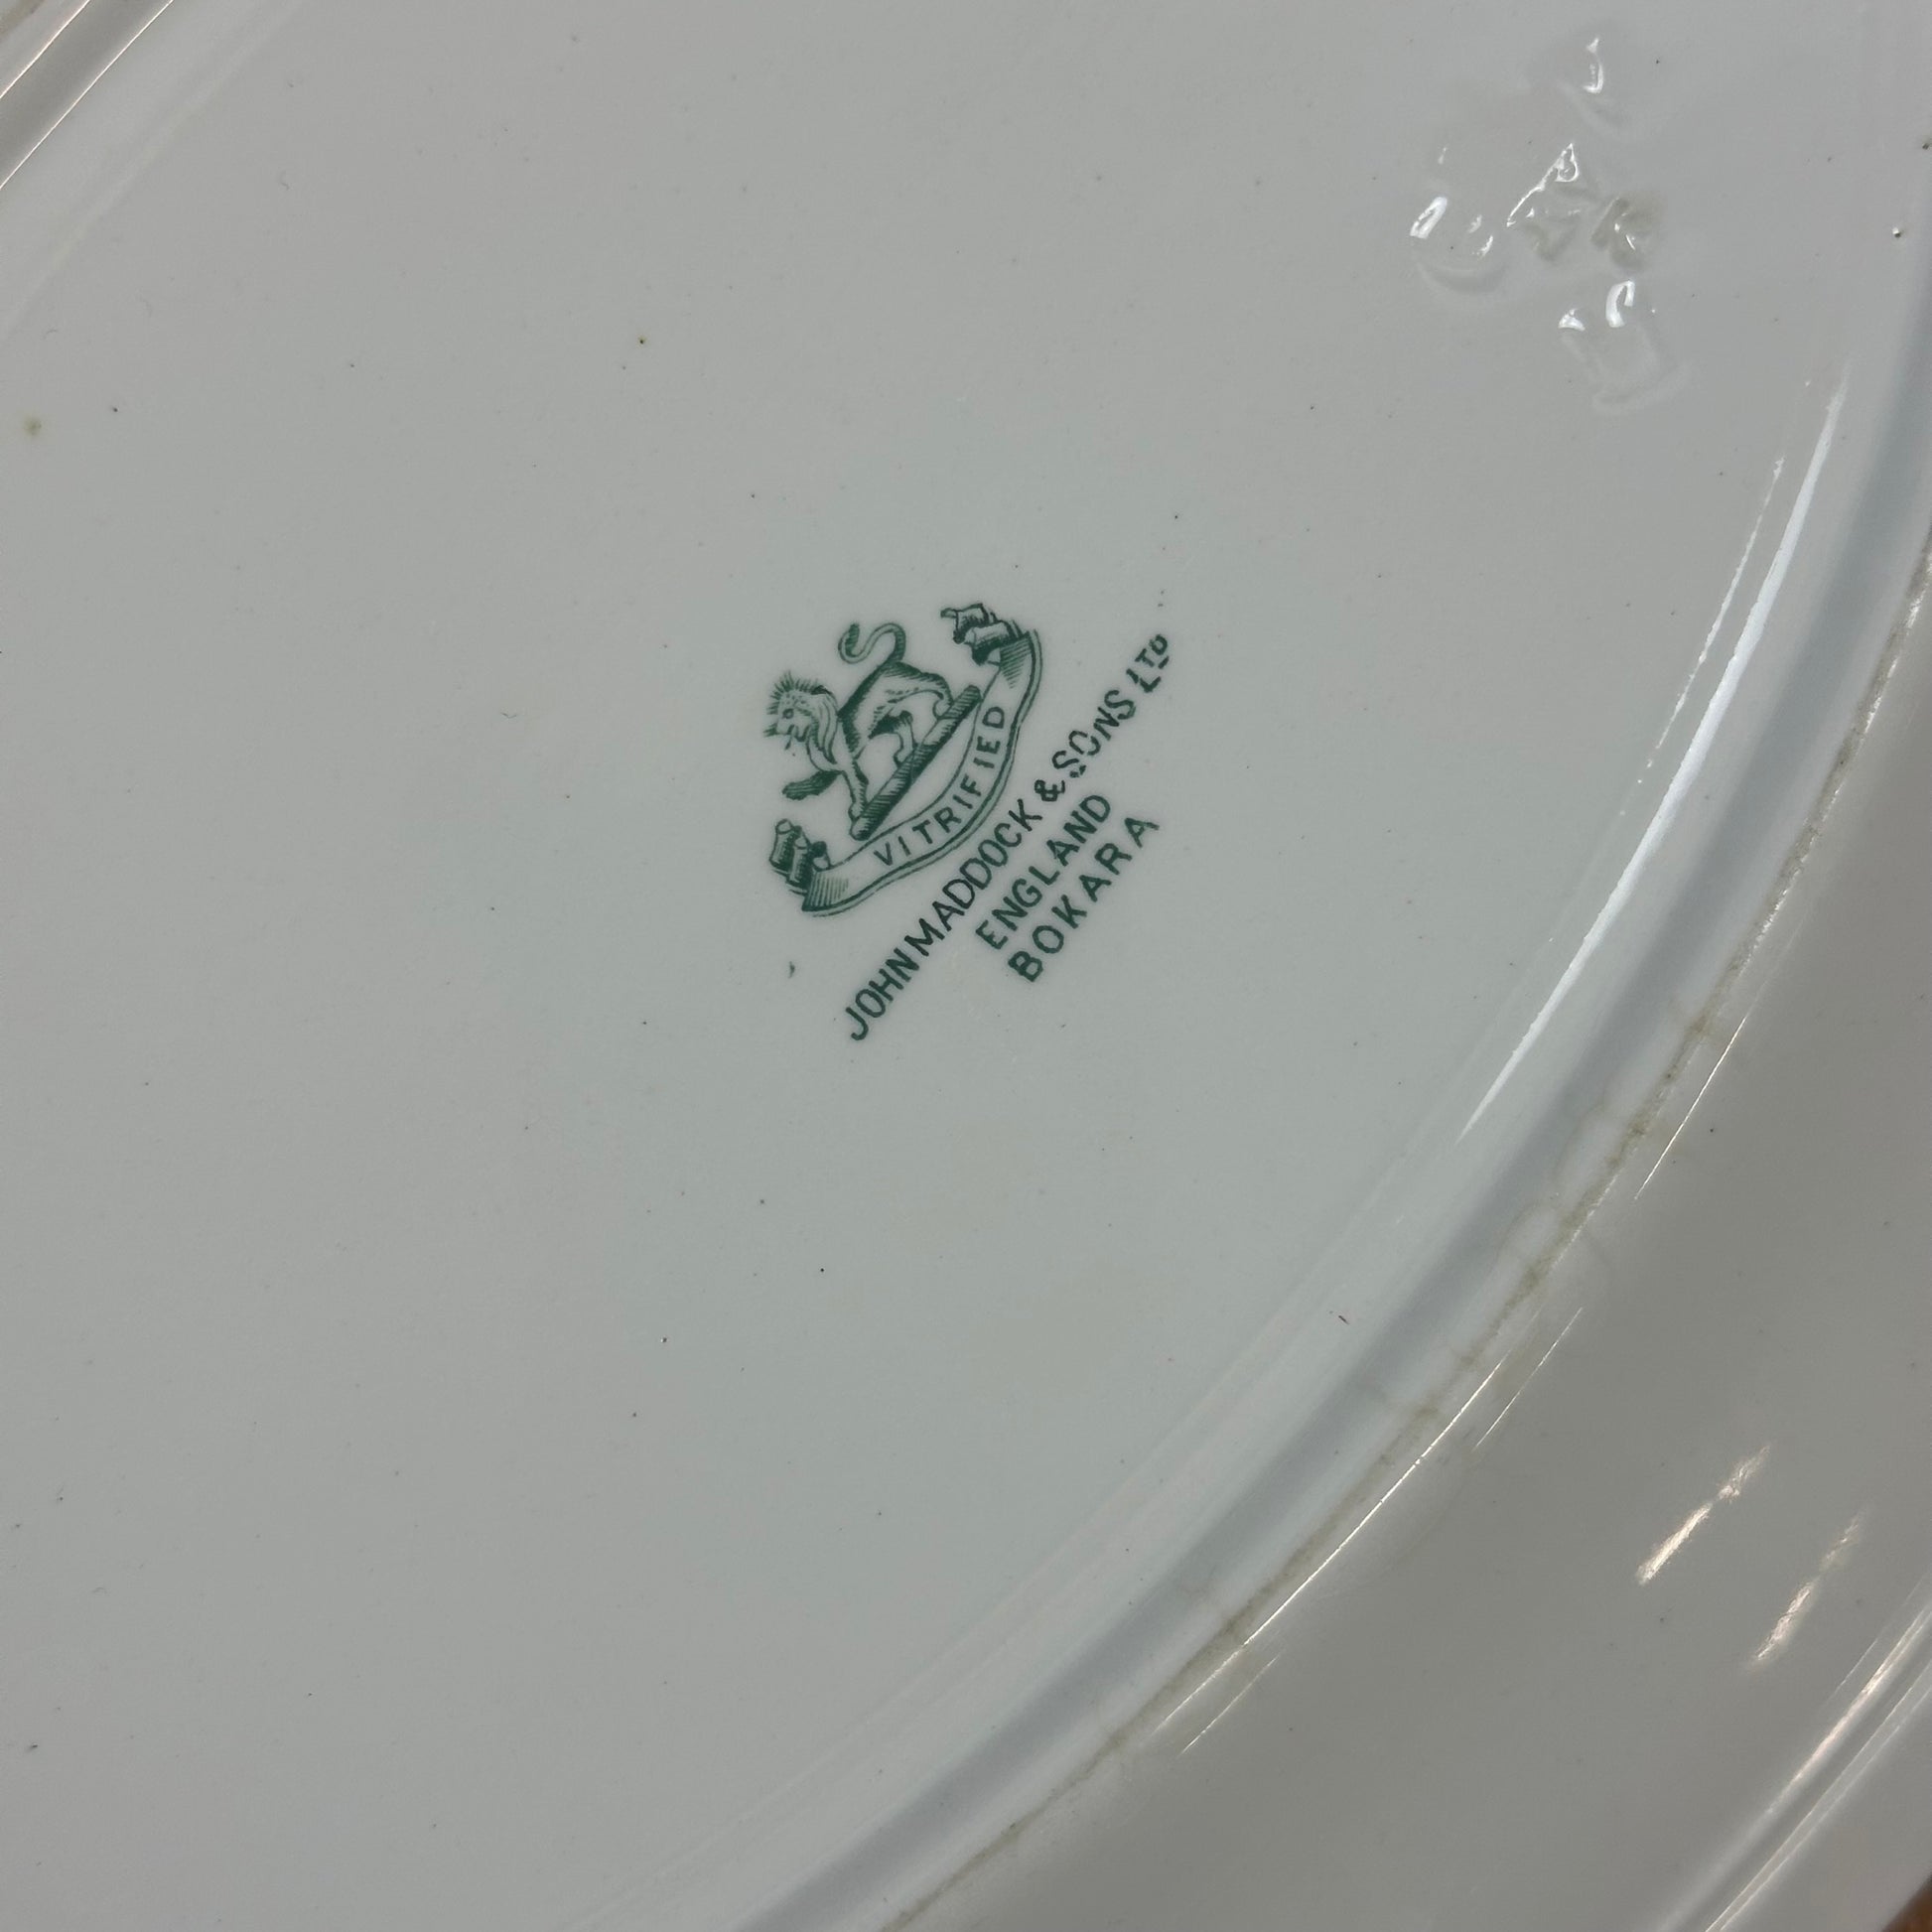 VITRIFIED
JOHN MADDOCK & SONS LTD
ENGLAND
BOKARA